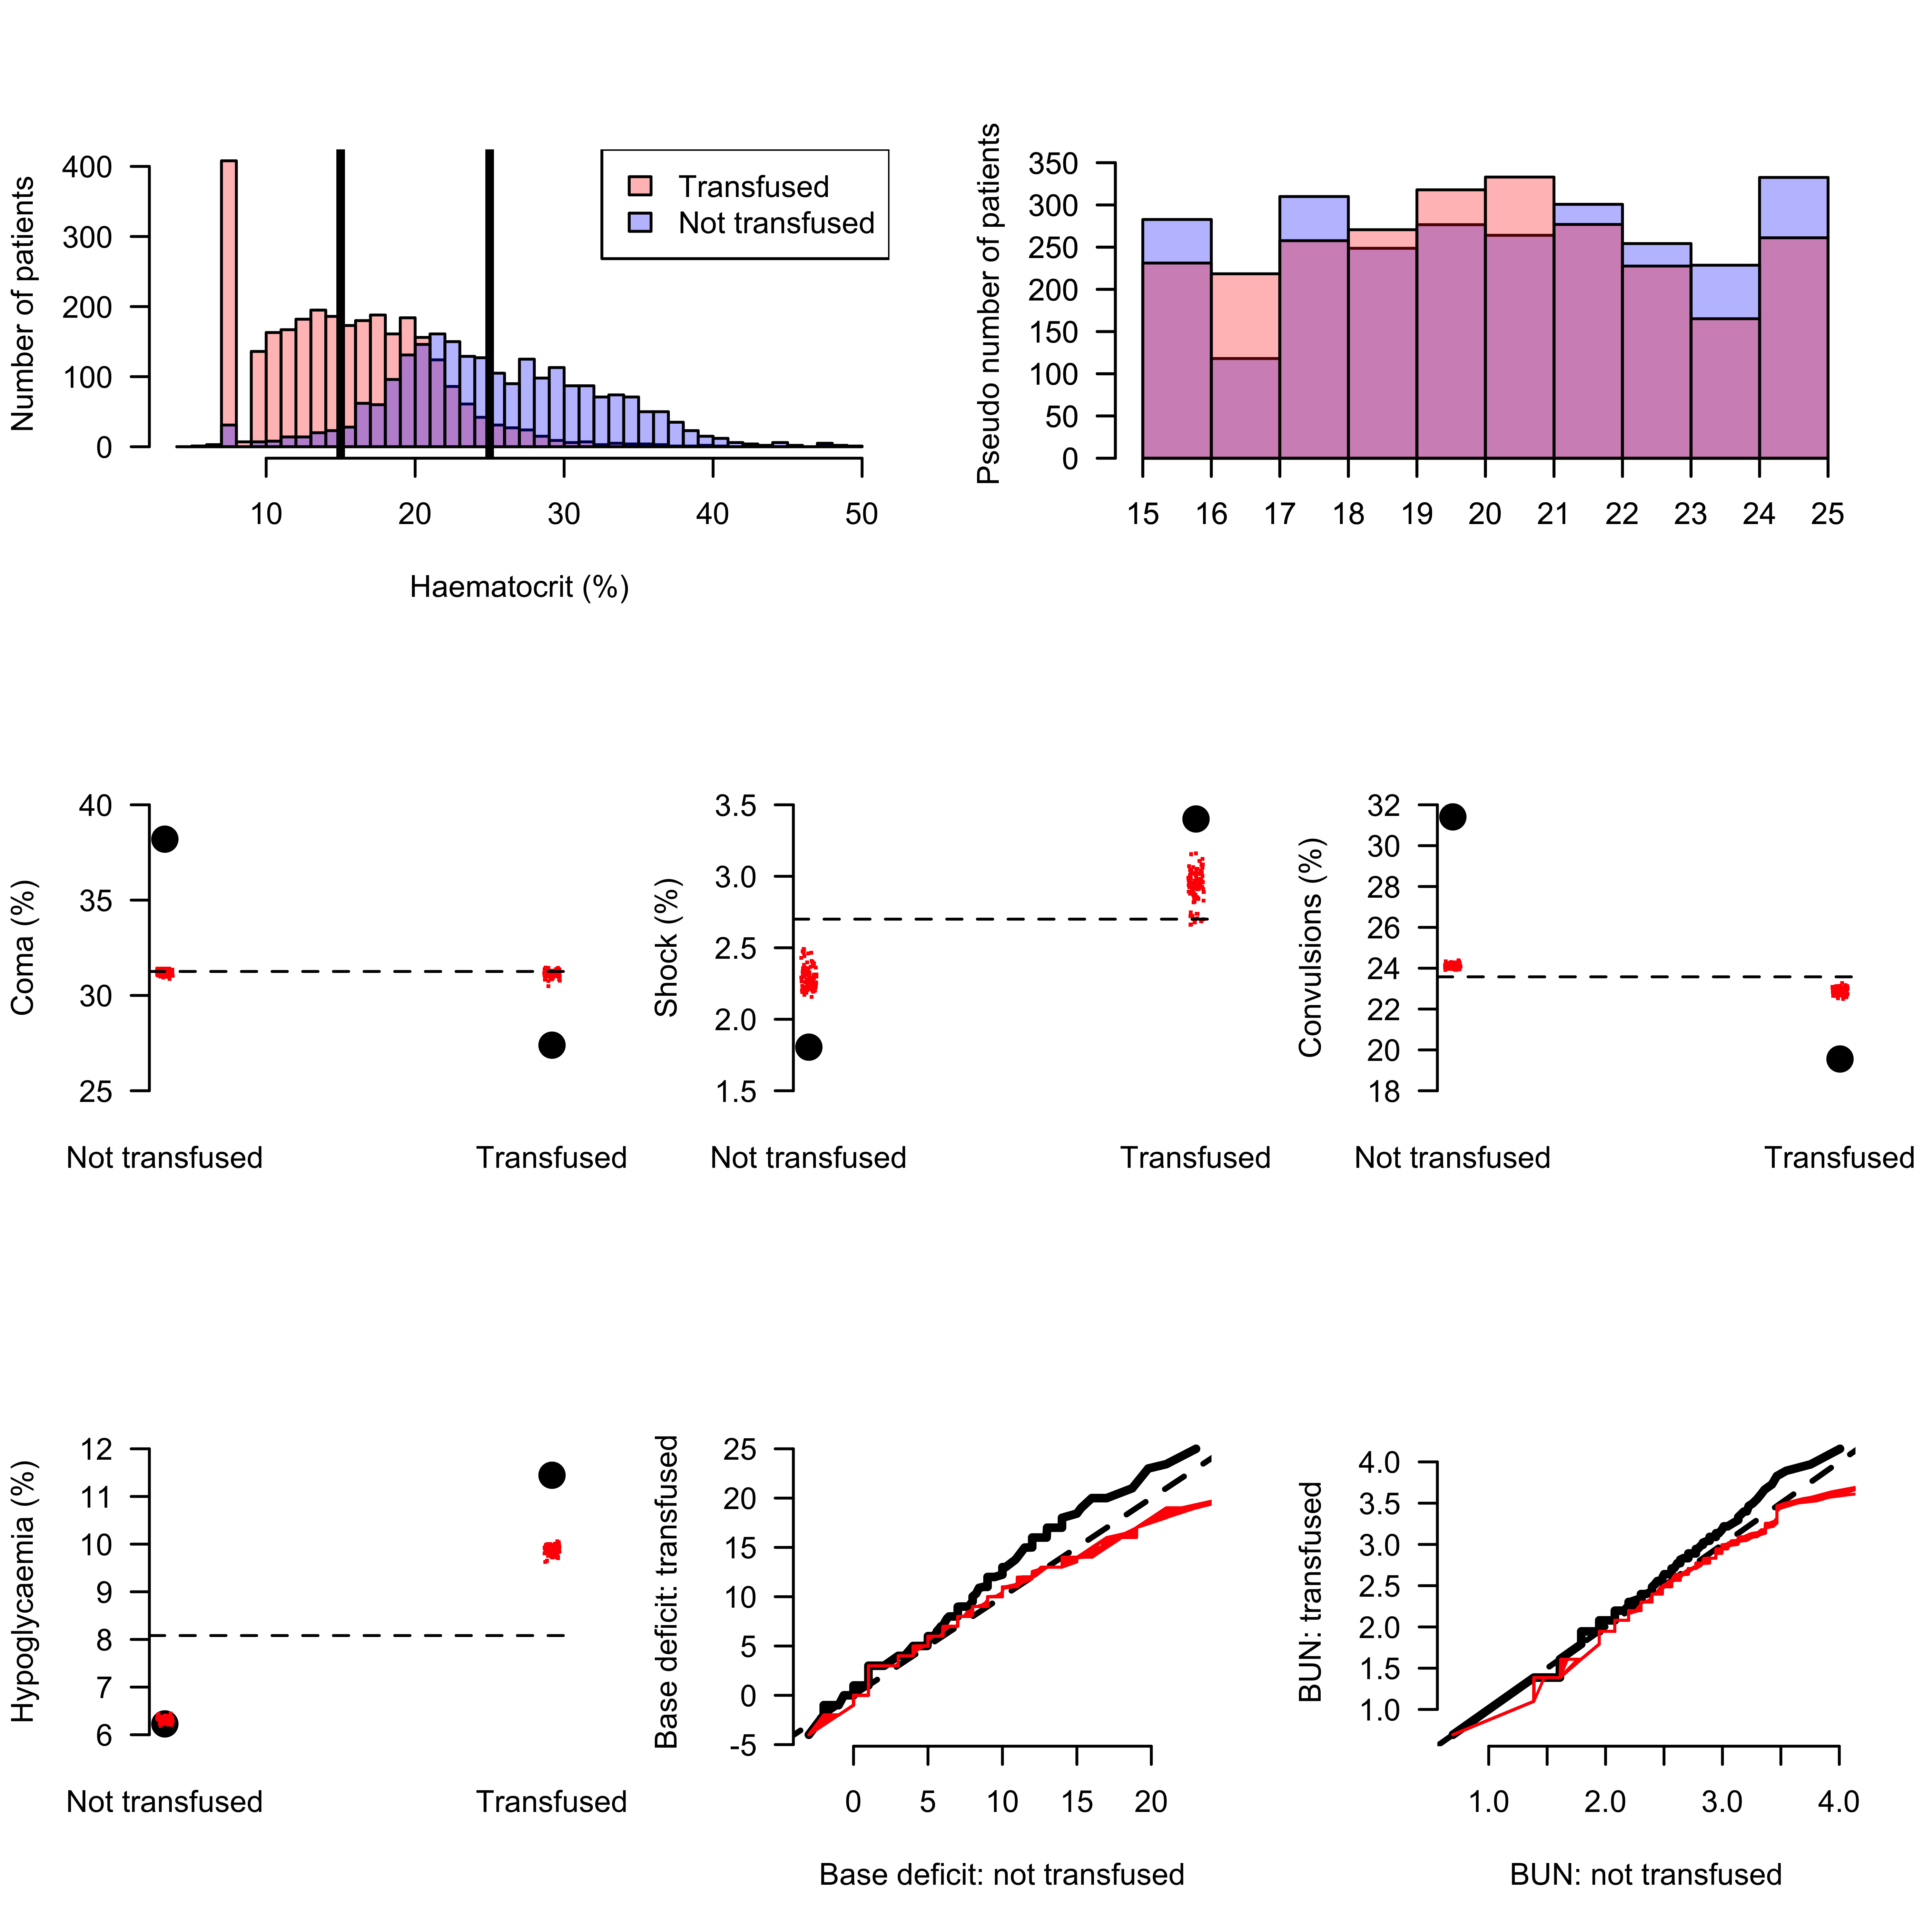 Number of patients
400
300
200
100
0
10 20 30 40 50
Haematocrit (%)
Transfused
Not transfused
Pseudo number of patients
350
300
250
200
150
100
50
0
15 16 17 18 19 20 21 22 23 24 25
Coma (%)
40
35
30
25
Not transfused Transfused
Shock (%)
3.5
3.0
2.5
2.0
1.5
Not transfused Transfused
Convulsions (%)
32
30
28
26
24
22
20
18
Not transfused Transfused
Hypoglycaemia (%)
12
11
10
9
8
7
6
Not transfused Transfused
Base deficit: transfused
25
20
15
10
5
0
-5
0 5 10 15 20
Base deficit: not transfused
BUN: transfused
4.0
3.5
3.0
2.5
2.0
1.5
1.0
1.0 2.0 3.0 4.0
BUN: not transfused